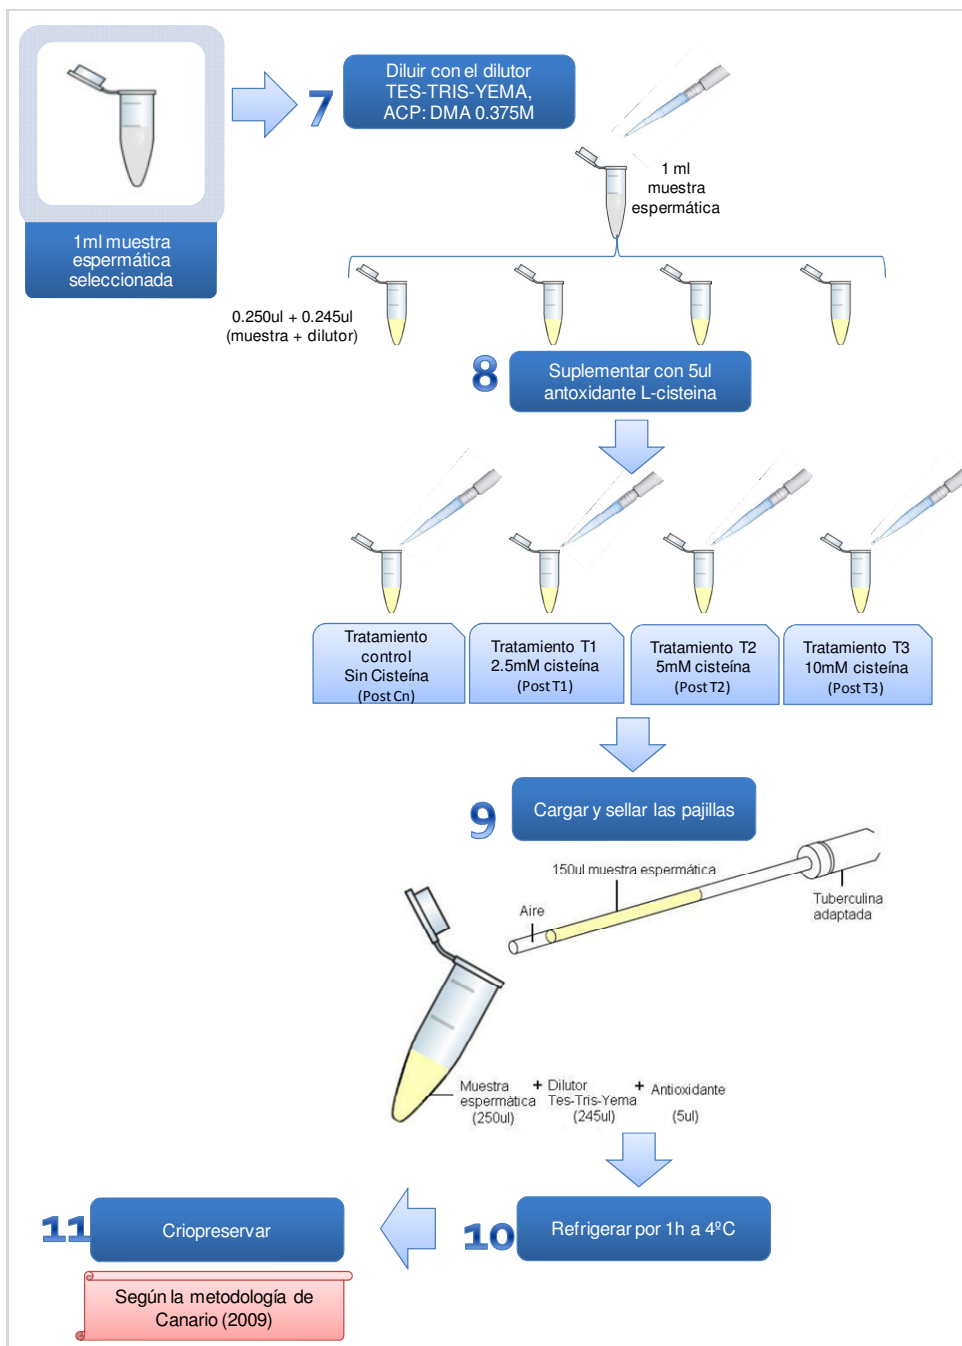 7
Diluir con el dilutor
TES-TRIS-YEMA,
ACP: DMA 0.375M
1 ml
muestra
espermática
1ml muestra
espermática
seleccionada
0.250ul + 0.245ul
(muestra + dilutor)
8
Suplementar con 5ul
antoxidante L-cisteina
Tratamiento
control
Sin Cisteína
(Post Cn)
Tratamiento T1
2.5mM cisteína
(Post T1)
Tratamiento T2
5mM cisteína
(Post T2)
Tratamiento T3
10mM cisteína
(Post T3)
9
Cargar y sellar las pajillas
150ul muestra espermática
Aire
Tuberculina
adaptada
Muestra
espermática
(250ul)
+
Dilutor
Tes-Tris-Yema
(245ul)
+
Antioxidante
(5ul)
10
Refrigerar por 1h a 4ºC
11
Criopreservar
Según la metodología de
Canario (2009)